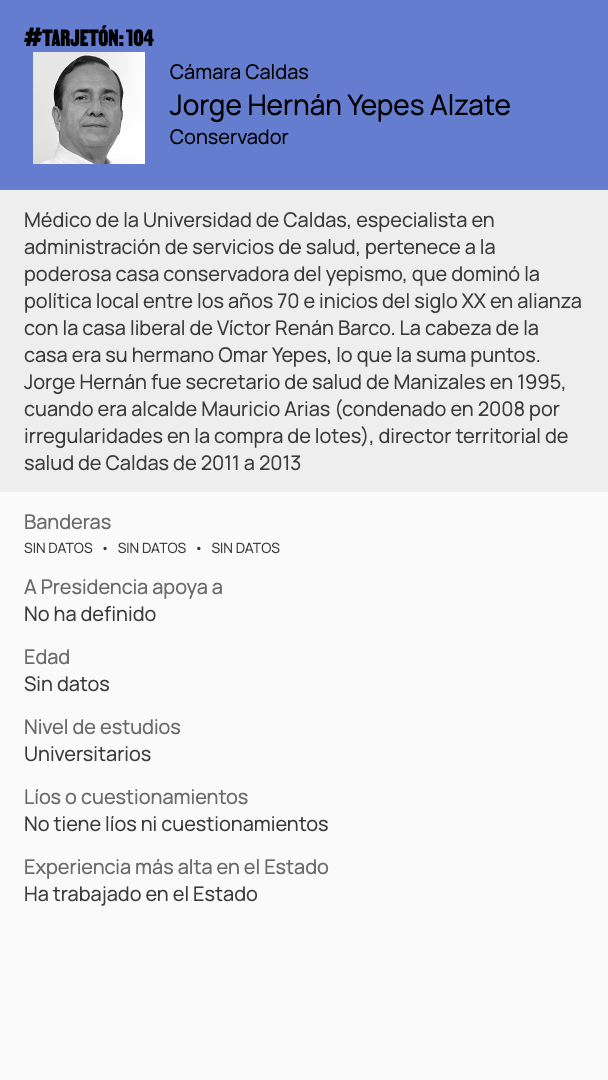 #TARJETÓN: 104
Cámara Caldas
Jorge Hernán Yepes Alzate
Conservador
Médico de la Universidad de Caldas, especialista en
administración de servicios de salud, pertenece a la
poderosa casa conservadora del yepismo, que dominó la
política local entre los años 70 e inicios del siglo XX en alianza
con la casa liberal de Víctor Renán Barco. La cabeza de la
casa era su hermano Omar Yepes, lo que la suma puntos.
Jorge Hernán fue secretario de salud de Manizales en 1995,
cuando era alcalde Mauricio Arias (condenado en 2008 por
irregularidades en la compra de lotes), director territorial de
salud de Caldas de 2011 a 2013
Banderas
SIN DATOS • SIN DATOS • SIN DATOS
A Presidencia apoya a
No ha definido
Edad
Sin datos
Nivel de estudios
Universitarios
Líos o cuestionamientos
No tiene líos ni cuestionamientos
Experiencia más alta en el Estado
Ha trabajado en el Estado